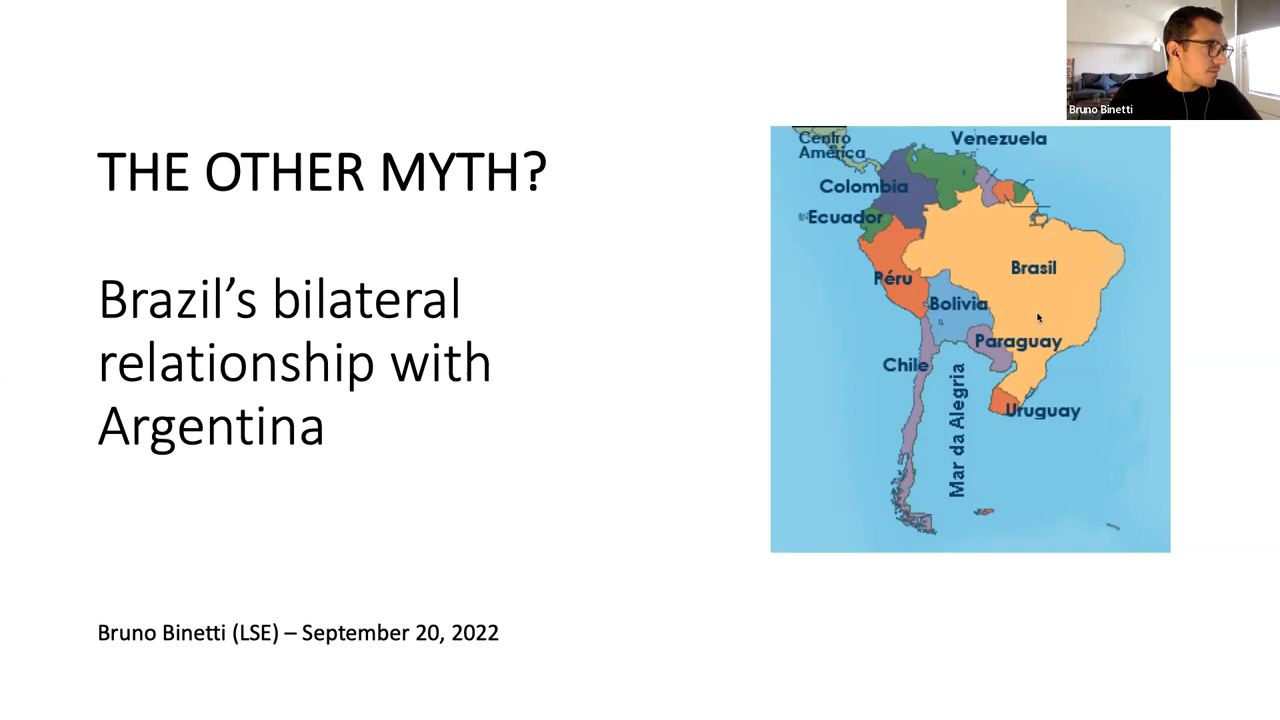 Bruno Binetti
THE OTHER MYTH?
Brazil’s bilateral
relationship with
Argentina
Centro
América
Venezuela
Colombia
Ecuador
Brasil
Péru
Bolivia
Paraguay
Chile
Uruguay
Mar da Alegria
Bruno Binetti (LSE) – September 20, 2022